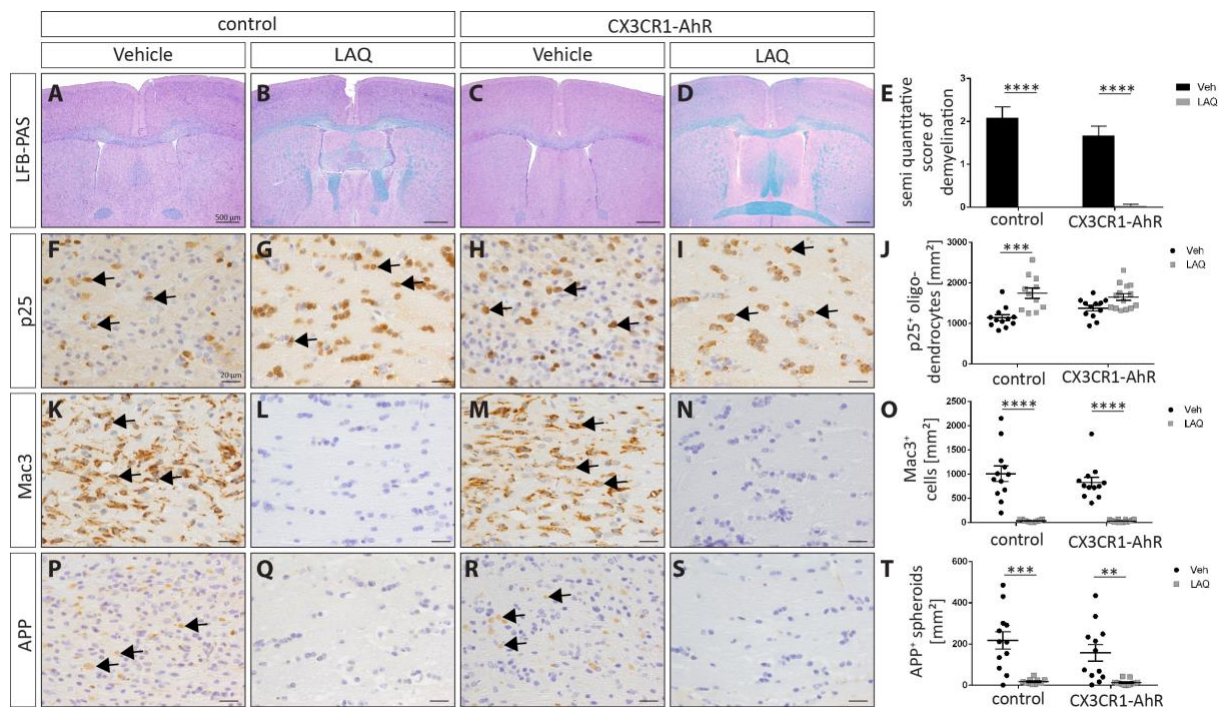 control CX3CR1-AhR
Vehicle LAQ Vehicle LAQ
LFB-PAS
A B C D E
500 µm
semi quantitative
score of
demyelination
3
2
1
0
****
****
Veh
LAQ
control CX3CR1-AhR
p25
F G H I J
20 µm
p25⁺ oligo-
dendrocytes [mm²]
3000
2000
1000
0
***
Veh
LAQ
control CX3CR1-AhR
Mac3
K L M N O
Mac3⁺
cells [mm²]
2500
2000
1500
1000
500
0
****
****
Veh
LAQ
control CX3CR1-AhR
APP
P Q R S T
APP⁺ spheroids
[mm²]
600
400
200
0
***
**
Veh
LAQ
control CX3CR1-AhR